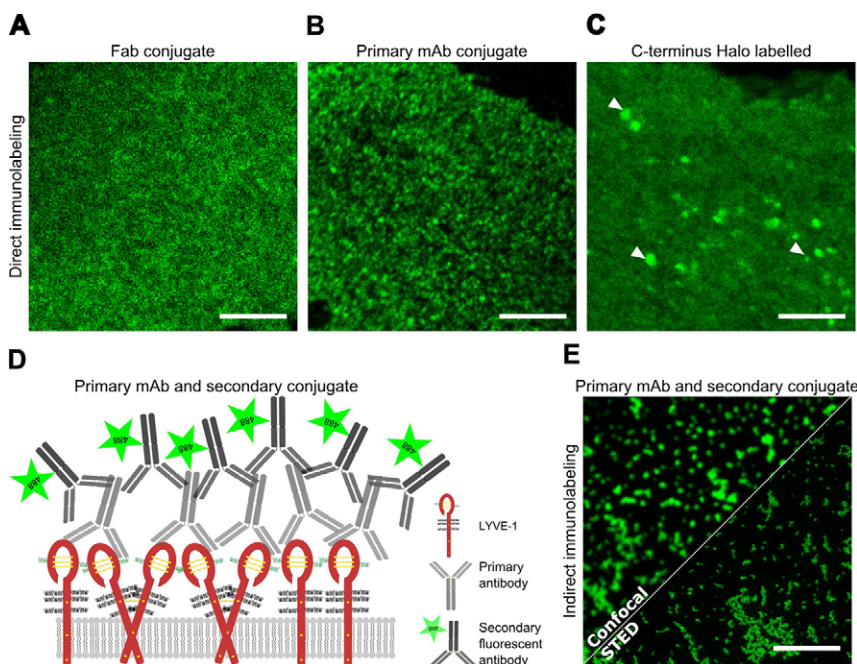 A
Fab conjugate
B
Primary mAb conjugate
C
C-terminus Halo labelled
Direct immunolabeling
D
Primary mAb and secondary conjugate
488
488
488
488
488
488
LYVE-1
Primary
antibody
488
Secondary
fluorescent
antibody
E
Primary mAb and secondary conjugate
Indirect immunolabeling
Confocal
STED